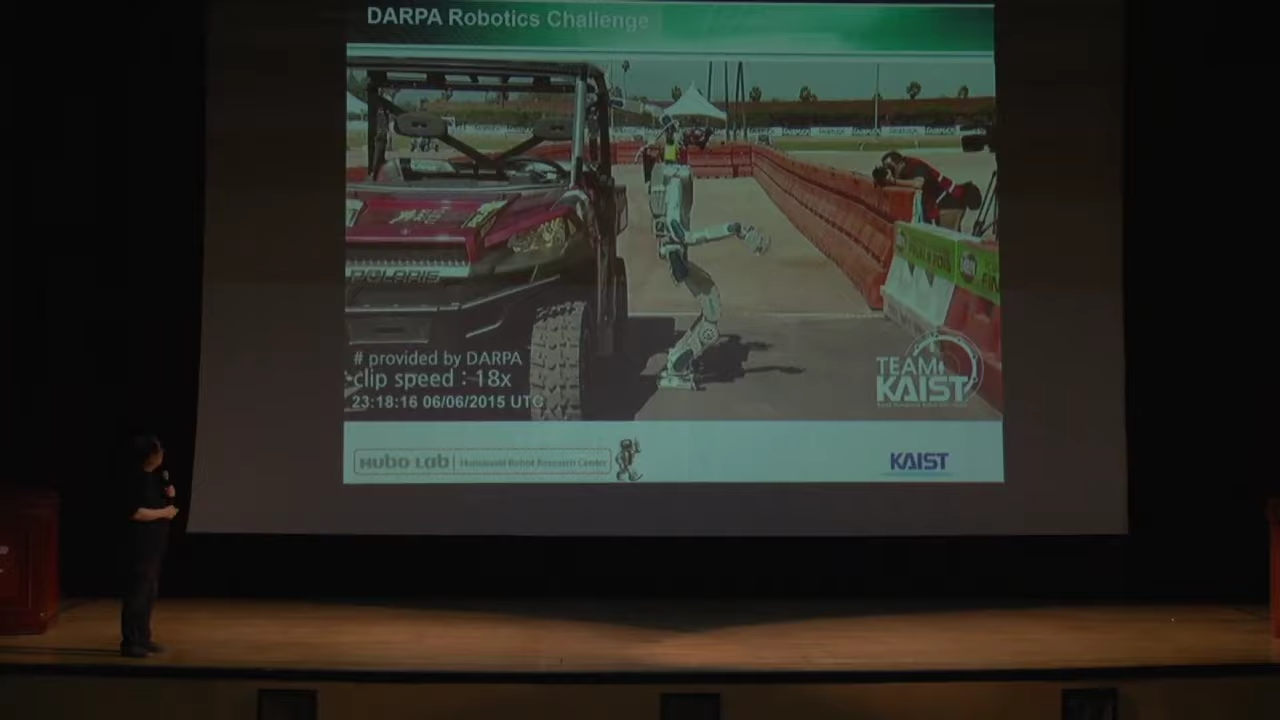 DARPA Robotics Challenge
POLARIS
# provided by DARPA
clip speed : 18x
23:18:16 06/06/2015 UTC
TEAM
KAIST
HUBO Lab | Humanoid Robot Research Center
KAIST